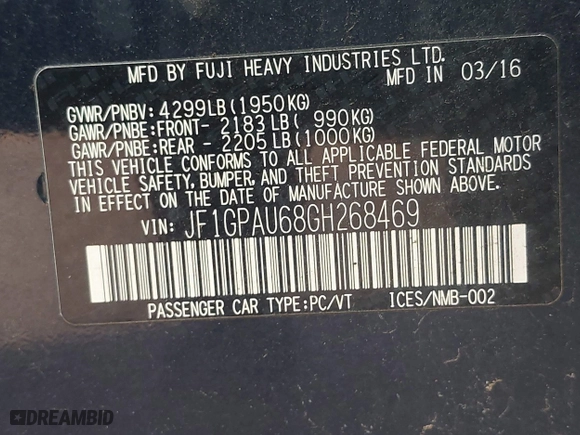 MFD BY FUJI HEAVY INDUSTRIES LTD.
MFD IN 03/16
GVWR/PNBV: 4299LB(1950KG)
GAWR/PNBE:FRONT- 2183LB( 990KG)
GAWR/PNBE:REAR - 2205LB(1000KG)
THIS VEHICLE CONFORMS TO ALL APPLICABLE FEDERAL MOTOR
VEHICLE SAFETY, BUMPER, AND THEFT PREVENTION STANDARDS
IN EFFECT ON THE DATE OF MANUFACTURE SHOWN ABOVE.
VIN: JF1GPAU68GH268469
PASSENGER CAR TYPE:PC/VT ICES/NMB-002
DREAMBID